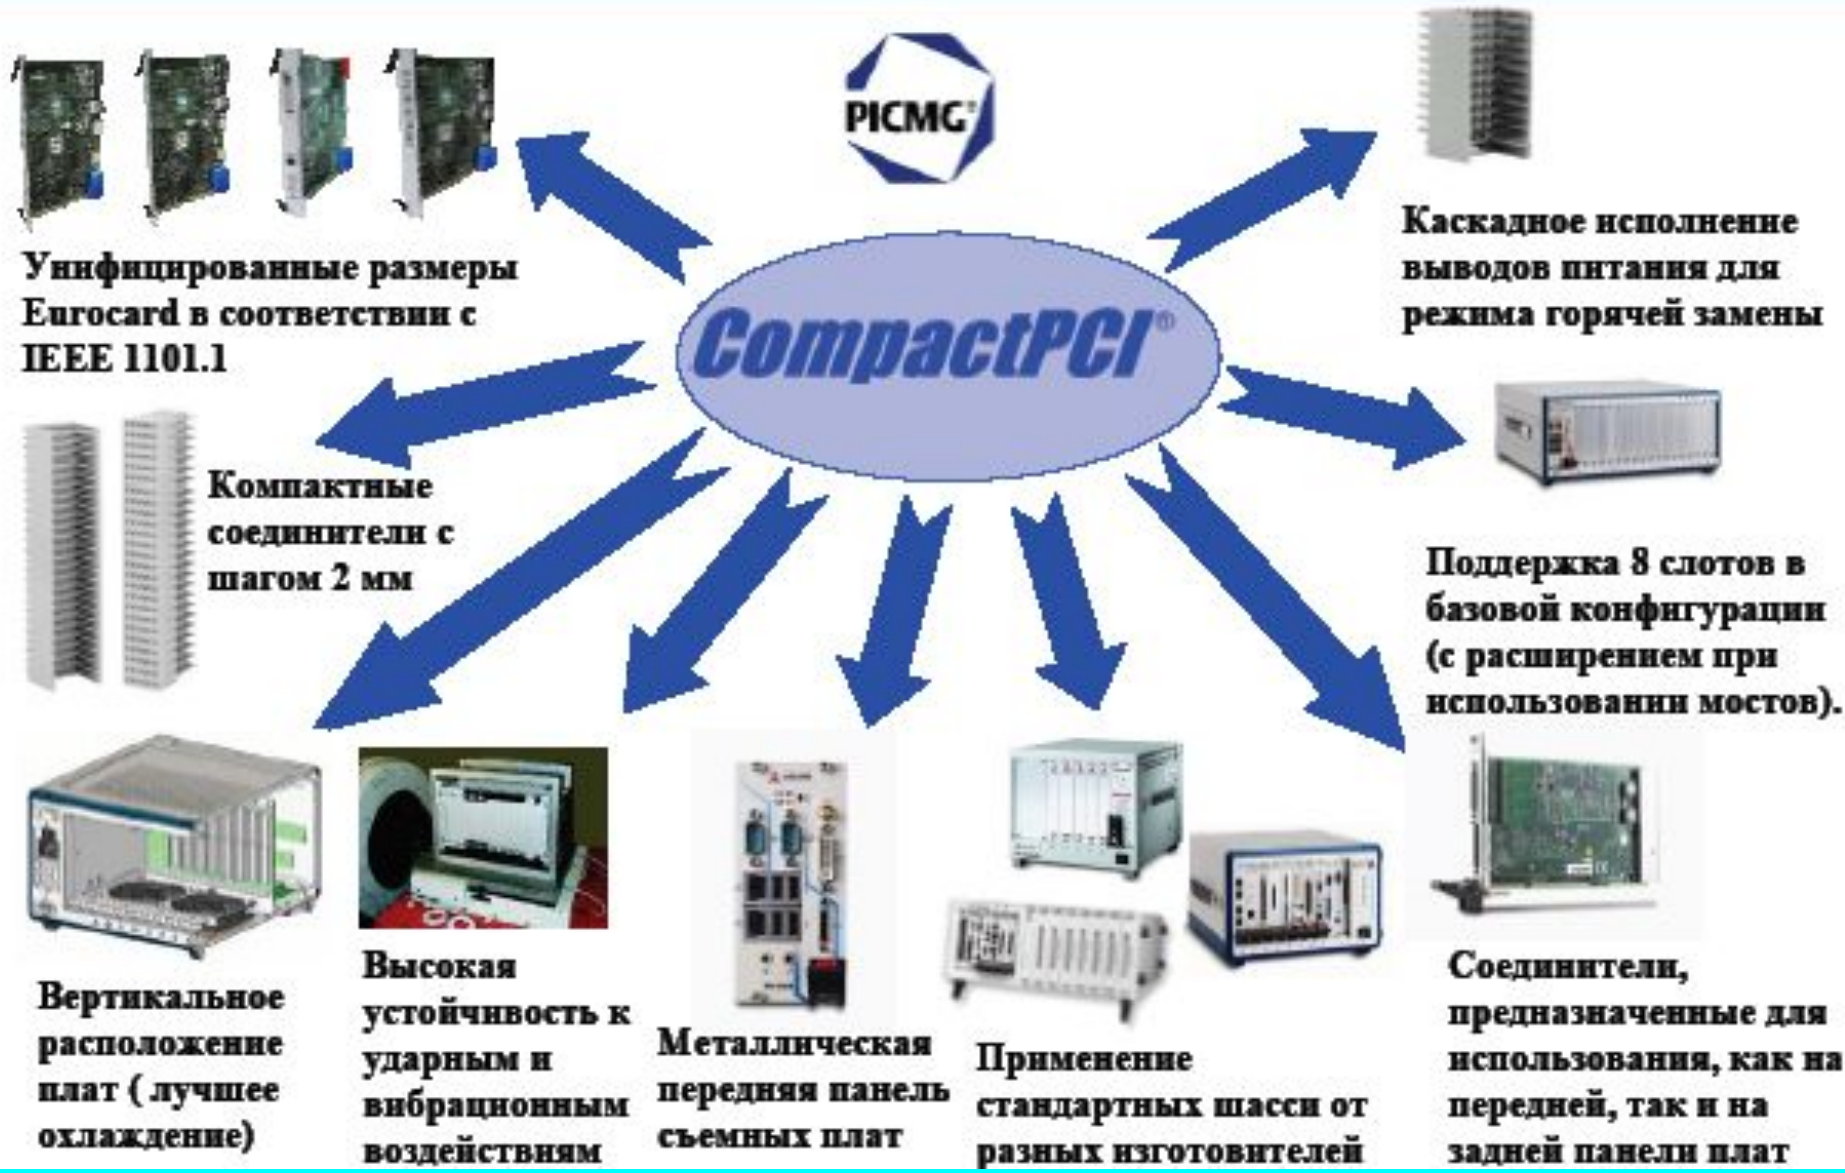 PICMG®
CompactPCI®
Унифицированные размеры
Eurocard в соответствии с
IEEE 1101.1
Компактные
соединители с
шагом 2 мм
Вертикальное
расположение
плат ( лучшее
охлаждение)
Высокая
устойчивость к
ударным и
вибрационным
воздействиям
Металлическая
передняя панель
съемных плат
Применение
стандартных шасси от
разных изготовителей
Соединители,
предназначенные для
использования, как на
передней, так и на
задней панели плат
Поддержка 8 слотов в
базовой конфигурации
(с расширением при
использовании мостов).
Каскадное исполнение
выводов питания для
режима горячей замены